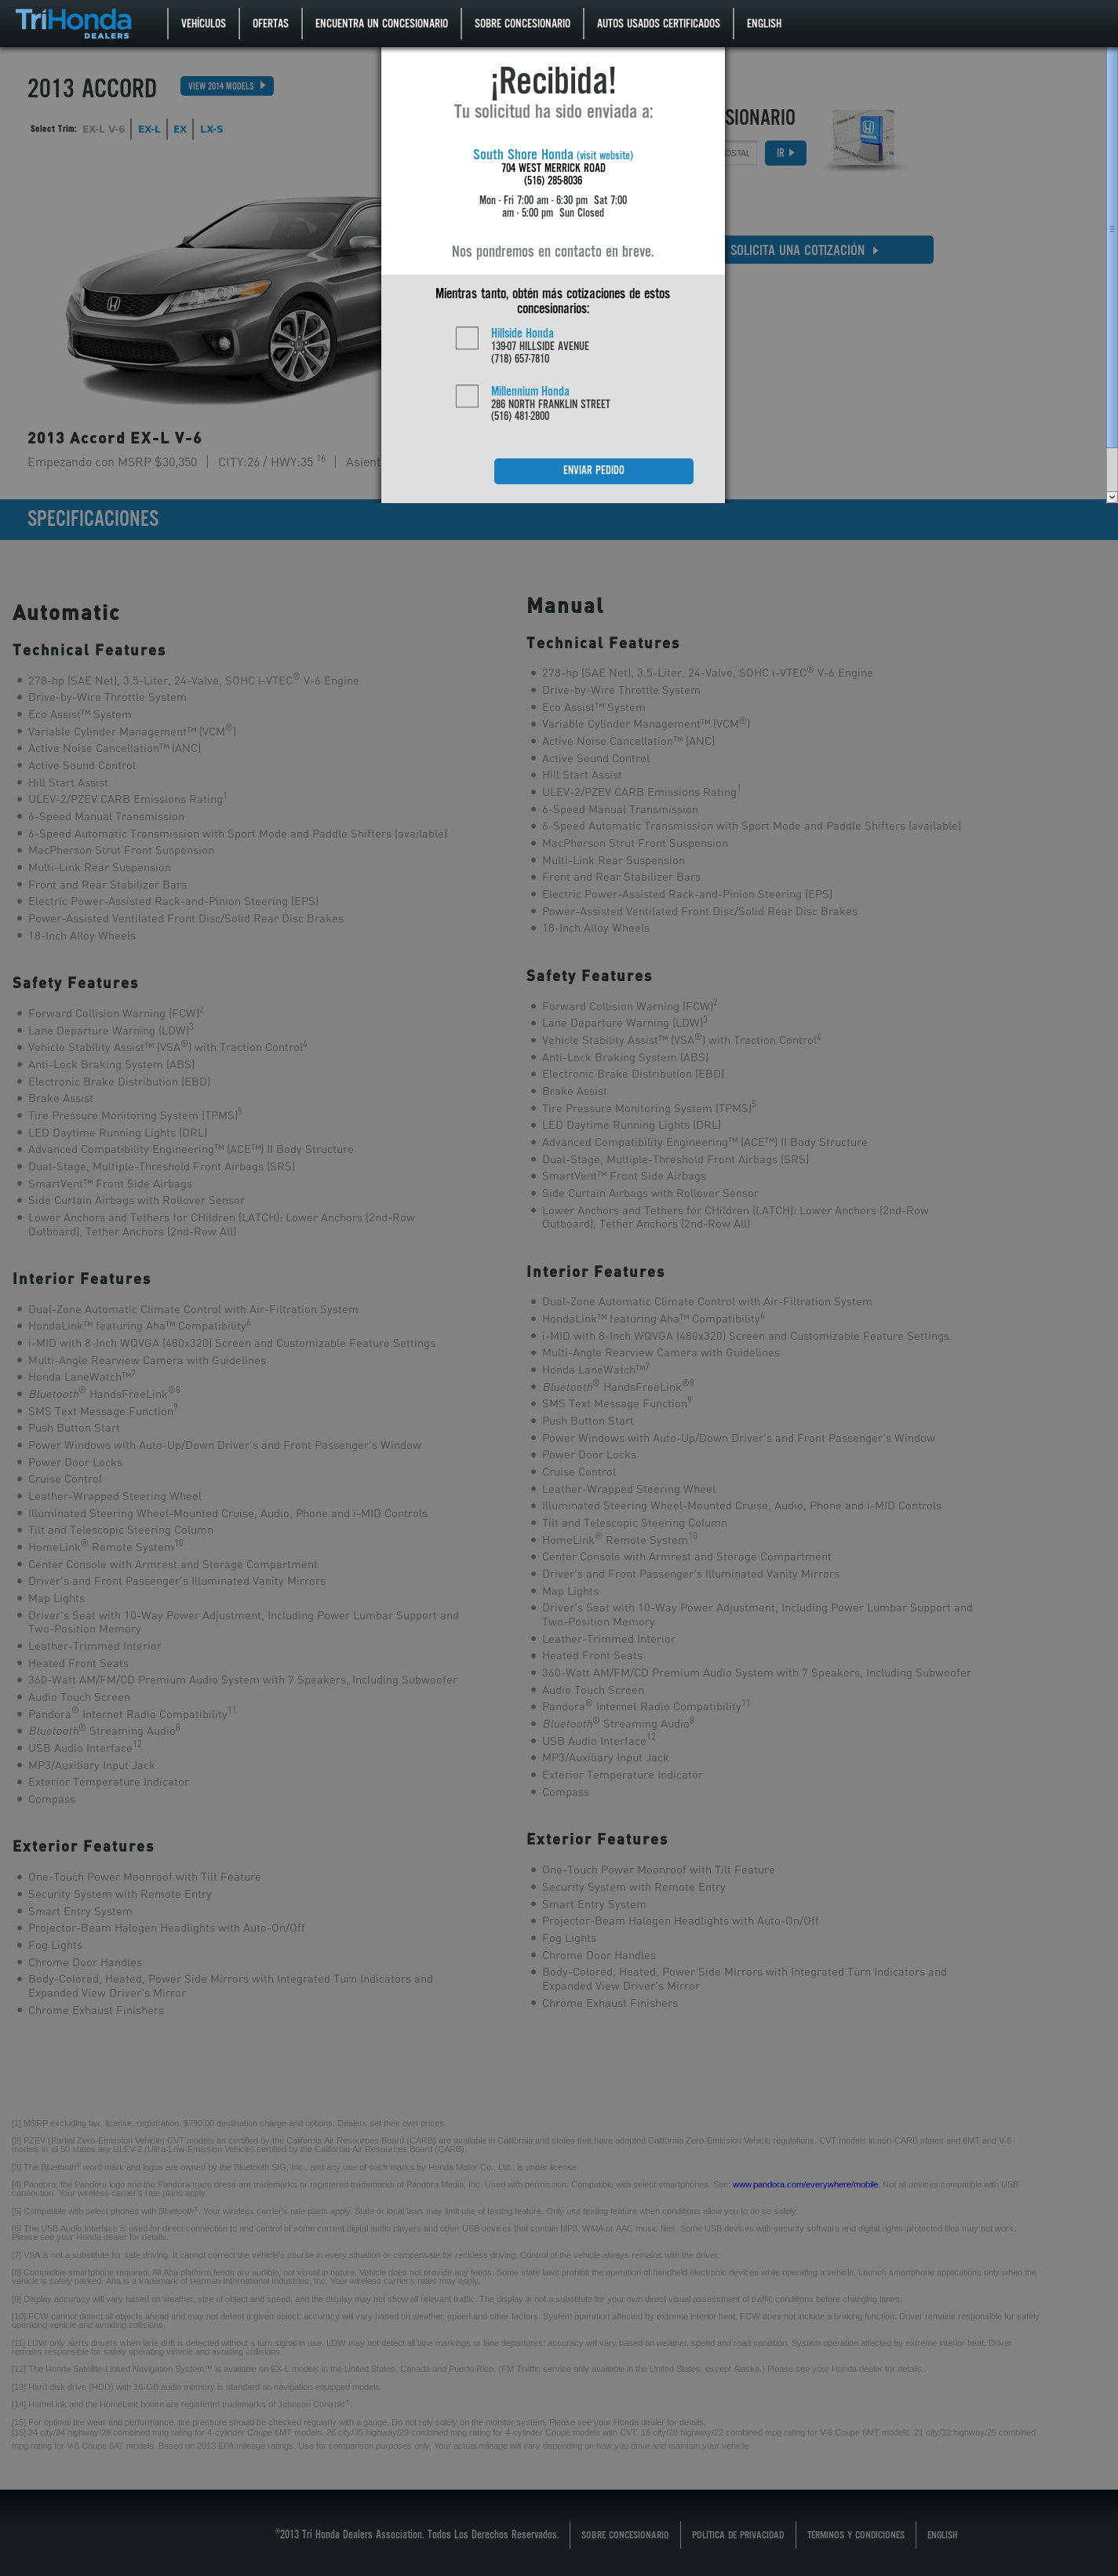 TriHonda
DEALERS
VEHÍCULOS
OFERTAS
ENCUENTRA UN CONCESIONARIO
SOBRE CONCESIONARIO
AUTOS USADOS CERTIFICADOS
ENGLISH
2013 ACCORD
VIEW 2014 MODELS
Select Trim: EX-L V-6 EX-L EX LX-S
¡Recibida!
Tu solicitud ha sido enviada a:
South Shore Honda (visit website)
704 WEST MERRICK ROAD
(516) 285-8036
Mon - Fri 7:00 am - 6:30 pm Sat 7:00
am - 5:00 pm Sun Closed
Nos pondremos en contacto en breve.
Mientras tanto, obtén más cotizaciones de estos
concesionarios:
Hillside Honda
139-07 HILLSIDE AVENUE
(718) 657-7810
Millennium Honda
286 NORTH FRANKLIN STREET
(516) 481-2800
ENVIAR PEDIDO
SIONARIO
OSTAL
IR
SOLICITA UNA COTIZACIÓN
2013 Accord EX-L V-6
Empezando con MSRP $30,350 CITY:26 / HWY:35 16 Asient
SPECIFICACIONES
Automatic
Technical Features
278-hp (SAE Net), 3.5-Liter, 24-Valve, SOHC i-VTEC® V-6 Engine
Drive-by-Wire Throttle System
Eco Assist™ System
Variable Cylinder Management™ (VCM®)
Active Noise Cancellation™ (ANC)
Active Sound Control
Hill Start Assist
ULEV-2/PZEV CARB Emissions Rating1
6-Speed Manual Transmission
6-Speed Automatic Transmission with Sport Mode and Paddle Shifters (available)
MacPherson Strut Front Suspension
Multi-Link Rear Suspension
Front and Rear Stabilizer Bars
Electric Power-Assisted Rack-and-Pinion Steering (EPS)
Power-Assisted Ventilated Front Disc/Solid Rear Disc Brakes
18-Inch Alloy Wheels
Safety Features
Forward Collision Warning (FCW)2
Lane Departure Warning (LDW)3
Vehicle Stability Assist™ (VSA®) with Traction Control4
Anti-Lock Braking System (ABS)
Electronic Brake Distribution (EBD)
Brake Assist
Tire Pressure Monitoring System (TPMS)5
LED Daytime Running Lights (DRL)
Advanced Compatibility Engineering™ (ACE™) II Body Structure
Dual-Stage, Multiple-Threshold Front Airbags (SRS)
SmartVent™ Front Side Airbags
Side Curtain Airbags with Rollover Sensor
Lower Anchors and Tethers for CHildren (LATCH): Lower Anchors (2nd-Row
Outboard), Tether Anchors (2nd-Row All)
Interior Features
Dual-Zone Automatic Climate Control with Air-Filtration System
HondaLink™ featuring Aha™ Compatibility6
i-MID with 8-Inch WQVGA (480x320) Screen and Customizable Feature Settings
Multi-Angle Rearview Camera with Guidelines
Honda LaneWatch™7
Bluetooth® HandsFreeLink®8
SMS Text Message Function9
Push Button Start
Power Windows with Auto-Up/Down Driver's and Front Passenger's Window
Power Door Locks
Cruise Control
Leather-Wrapped Steering Wheel
Illuminated Steering Wheel-Mounted Cruise, Audio, Phone and i-MID Controls
Tilt and Telescopic Steering Column
HomeLink® Remote System10
Center Console with Armrest and Storage Compartment
Driver's and Front Passenger's Illuminated Vanity Mirrors
Map Lights
Driver's Seat with 10-Way Power Adjustment, Including Power Lumbar Support and
Two-Position Memory
Leather-Trimmed Interior
Heated Front Seats
360-Watt AM/FM/CD Premium Audio System with 7 Speakers, Including Subwoofer
Audio Touch Screen
Pandora® Internet Radio Compatibility11
Bluetooth® Streaming Audio8
USB Audio Interface12
MP3/Auxiliary Input Jack
Exterior Temperature Indicator
Compass
Exterior Features
One-Touch Power Moonroof with Tilt Feature
Security System with Remote Entry
Smart Entry System
Projector-Beam Halogen Headlights with Auto-On/Off
Fog Lights
Chrome Door Handles
Body-Colored, Heated, Power Side Mirrors with Integrated Turn Indicators and
Expanded View Driver's Mirror
Chrome Exhaust Finishers
Manual
Technical Features
278-hp (SAE Net), 3.5-Liter, 24-Valve, SOHC i-VTEC® V-6 Engine
Drive-by-Wire Throttle System
Eco Assist™ System
Variable Cylinder Management™ (VCM®)
Active Noise Cancellation™ (ANC)
Active Sound Control
Hill Start Assist
ULEV-2/PZEV CARB Emissions Rating1
6-Speed Manual Transmission
6-Speed Automatic Transmission with Sport Mode and Paddle Shifters (available)
MacPherson Strut Front Suspension
Multi-Link Rear Suspension
Front and Rear Stabilizer Bars
Electric Power-Assisted Rack-and-Pinion Steering (EPS)
Power-Assisted Ventilated Front Disc/Solid Rear Disc Brakes
18-Inch Alloy Wheels
Safety Features
Forward Collision Warning (FCW)2
Lane Departure Warning (LDW)3
Vehicle Stability Assist™ (VSA®) with Traction Control4
Anti-Lock Braking System (ABS)
Electronic Brake Distribution (EBD)
Brake Assist
Tire Pressure Monitoring System (TPMS)5
LED Daytime Running Lights (DRL)
Advanced Compatibility Engineering™ (ACE™) II Body Structure
Dual-Stage, Multiple-Threshold Front Airbags (SRS)
SmartVent™ Front Side Airbags
Side Curtain Airbags with Rollover Sensor
Lower Anchors and Tethers for CHildren (LATCH): Lower Anchors (2nd-Row
Outboard), Tether Anchors (2nd-Row All)
Interior Features
Dual-Zone Automatic Climate Control with Air-Filtration System
HondaLink™ featuring Aha™ Compatibility6
i-MID with 8-Inch WQVGA (480x320) Screen and Customizable Feature Settings
Multi-Angle Rearview Camera with Guidelines
Honda LaneWatch™7
Bluetooth® HandsFreeLink®8
SMS Text Message Function9
Push Button Start
Power Windows with Auto-Up/Down Driver's and Front Passenger's Window
Power Door Locks
Cruise Control
Leather-Wrapped Steering Wheel
Illuminated Steering Wheel-Mounted Cruise, Audio, Phone and i-MID Controls
Tilt and Telescopic Steering Column
HomeLink® Remote System10
Center Console with Armrest and Storage Compartment
Driver's and Front Passenger's Illuminated Vanity Mirrors
Map Lights
Driver's Seat with 10-Way Power Adjustment, Including Power Lumbar Support and
Two-Position Memory
Leather-Trimmed Interior
Heated Front Seats
360-Watt AM/FM/CD Premium Audio System with 7 Speakers, Including Subwoofer
Audio Touch Screen
Pandora® Internet Radio Compatibility11
Bluetooth® Streaming Audio8
USB Audio Interface12
MP3/Auxiliary Input Jack
Exterior Temperature Indicator
Compass
Exterior Features
One-Touch Power Moonroof with Tilt Feature
Security System with Remote Entry
Smart Entry System
Projector-Beam Halogen Headlights with Auto-On/Off
Fog Lights
Chrome Door Handles
Body-Colored, Heated, Power Side Mirrors with Integrated Turn Indicators and
Expanded View Driver's Mirror
Chrome Exhaust Finishers
[1] MSRP excluding tax, license, registration, $790.00 destination charge and options. Dealers set their own prices.
[2] PZEV (Partial Zero-Emission Vehicle) CVT models as certified by the California Air Resources Board (CARB) are available in California and states that have adopted California Zero-Emission Vehicle regulations. CVT models in non-CARB states and 6MT and V-6
models in all 50 states are ULEV-2 (Ultra-Low-Emission Vehicle) certified by the California Air Resources Board (CARB).
[3] The Bluetooth® word mark and logos are owned by the Bluetooth SIG, Inc., and any use of such marks by Honda Motor Co., Ltd., is under license.
[4] Pandora, the Pandora logo and the Pandora trade dress are trademarks or registered trademarks of Pandora Media, Inc. Used with permission. Compatible with select smartphones. See: www.pandora.com/everywhere/mobile. Not all devices compatible with USB
connection. Your wireless carrier's rate plans apply.
[5] Compatible with select phones with Bluetooth®. Your wireless carrier's rate plans apply. State or local laws may limit use of texting feature. Only use texting feature when conditions allow you to do so safely.
[6] The USB Audio Interface is used for direct connection to and control of some current digital audio players and other USB devices that contain MP3, WMA or AAC music files. Some USB devices with security software and digital rights-protected files may not work.
Please see your Honda dealer for details.
[7] VSA is not a substitute for safe driving. It cannot correct the vehicle's course in every situation or compensate for reckless driving. Control of the vehicle always remains with the driver.
[8] Compatible smartphone required. All Aha platform feeds are audible, not visual in nature. Vehicle does not provide any feeds. Some state laws prohibit the operation of handheld electronic devices while operating a vehicle. Launch smartphone applications only when the
vehicle is safely parked. Aha is a trademark of Harman International Industries, Inc. Your wireless carrier's rates may apply.
[9] Display accuracy will vary based on weather, size of object and speed, and the display may not show all relevant traffic. The display is not a substitute for your own direct visual assessment of traffic conditions before changing lanes.
[10] FCW cannot detect all objects ahead and may not detect a given object; accuracy will vary based on weather, speed and other factors. System operation affected by extreme interior heat. FCW does not include a braking function. Driver remains responsible for safely
operating vehicle and avoiding collisions.
[11] LDW only alerts drivers when lane drift is detected without a turn signal in use. LDW may not detect all lane markings or lane departures; accuracy will vary based on weather, speed and road condition. System operation affected by extreme interior heat. Driver
remains responsible for safely operating vehicle and avoiding collisions.
[12] The Honda Satellite-Linked Navigation System™ is available on EX-L models in the United States, Canada and Puerto Rico. (FM Traffic service only available in the United States, except Alaska.) Please see your Honda dealer for details..
[13] Hard disk drive (HDD) with 16-GB audio memory is standard on navigation-equipped models.
[14] HomeLink and the HomeLink house are registered trademarks of Johnson Controls®.
[15] For optimal tire wear and performance, tire pressure should be checked regularly with a gauge. Do not rely solely on the monitor system. Please see your Honda dealer for details.
[16] 24 city/34 highway/28 combined mpg rating for 4-cylinder Coupe 6MT models. 26 city/35 highway/29 combined mpg rating for 4-cylinder Coupe models with CVT. 18 city/28 highway/22 combined mpg rating for V-6 Coupe 6MT models. 21 city/32 highway/25 combined
mpg rating for V-6 Coupe 6AT models. Based on 2013 EPA mileage ratings. Use for comparison purposes only. Your actual mileage will vary depending on how you drive and maintain your vehicle
©2013 Tri Honda Dealers Association. Todos Los Derechos Reservados.
SOBRE CONCESIONARIO
POLÍTICA DE PRIVACIDAD
TÉRMINOS Y CONDICIONES
ENGLISH